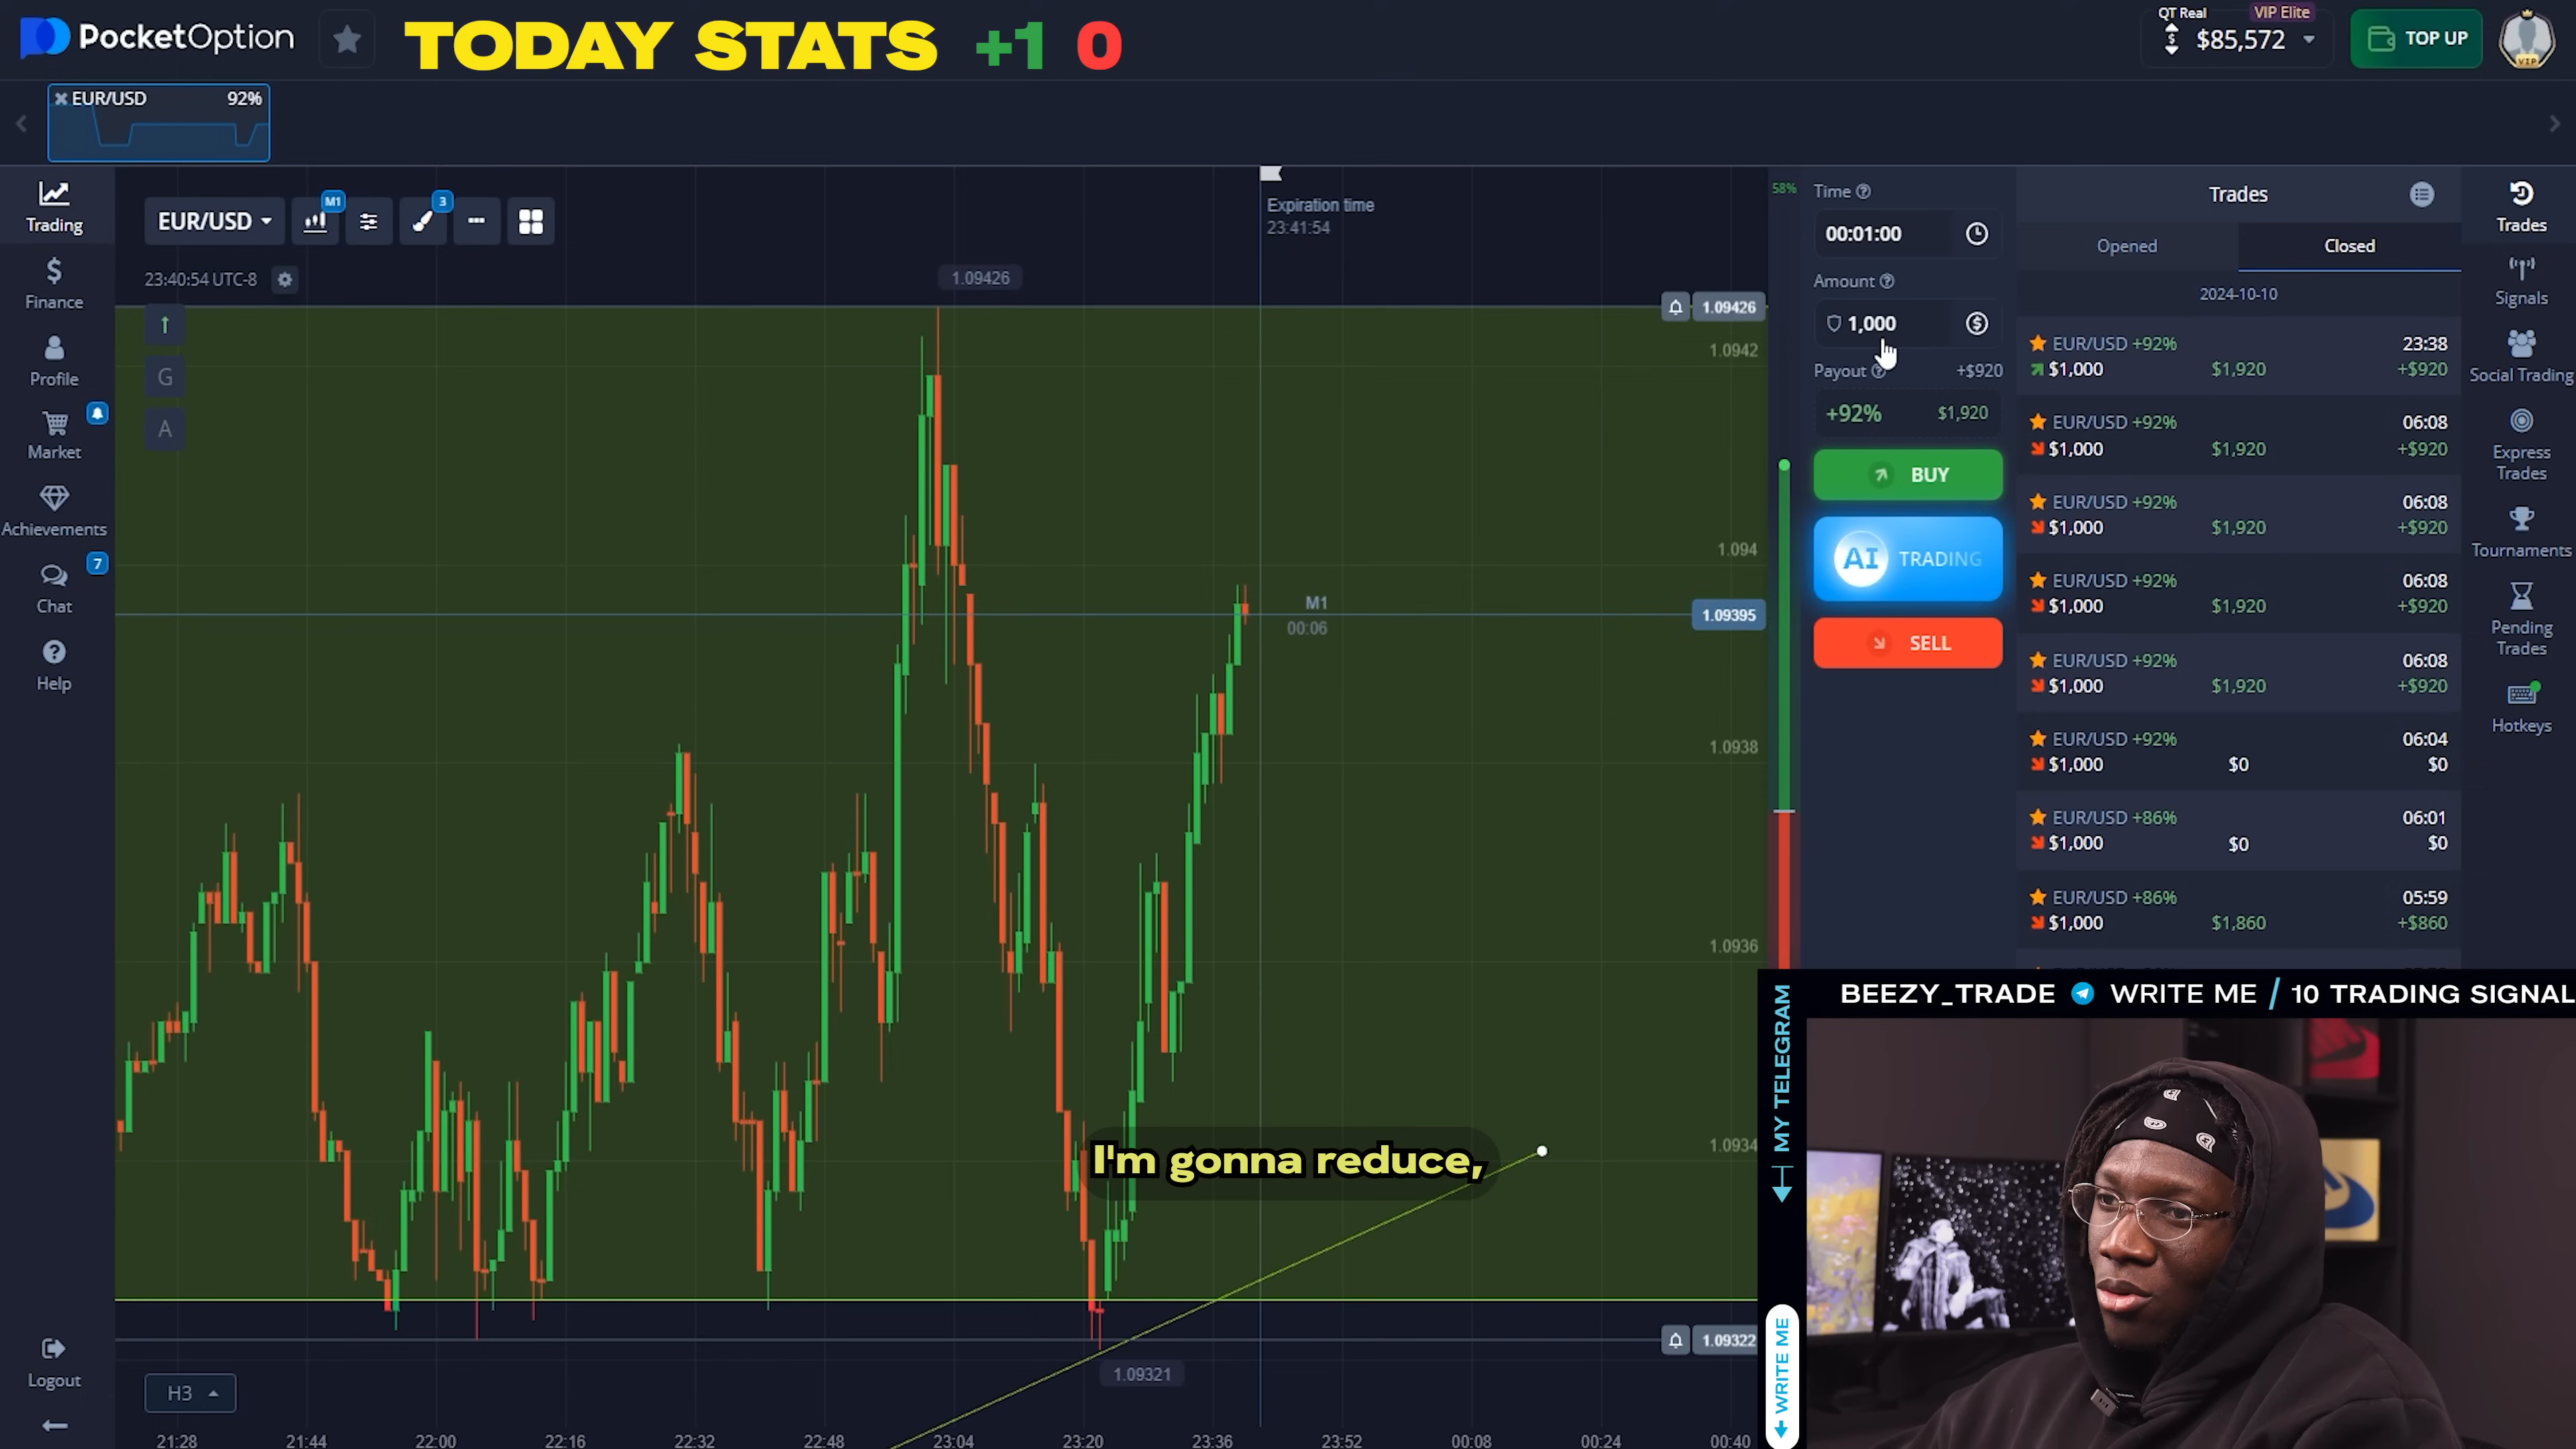 PocketOption
TODAY STATS +1 0
QT Real
VIP Elite
$85,572
TOP UP
VIP
EUR/USD 92%
Trading
Finance
Profile
Market
Achievements
Chat
7
Help
Logout
EUR/USD
M1
3
23:40:54 UTC-8
↑
G
A
Expiration time
23:41:54
1.09426
1.09426
1.0942
1.094
M1
00:06
1.09395
1.0938
1.0936
1.0934
1.09322
1.09321
I'm gonna reduce,
H3
21:28 21:44 22:00 22:16 22:32 22:48 23:04 23:20 23:36 23:52 00:08 00:24 00:40
58%
Time
00:01:00
Amount
1,000
Payout +$920
+92% $1,920
BUY
AI TRADING
SELL
Trades
Opened Closed
2024-10-10
EUR/USD +92% 23:38
$1,000 $1,920 +$920
EUR/USD +92% 06:08
$1,000 $1,920 +$920
EUR/USD +92% 06:08
$1,000 $1,920 +$920
EUR/USD +92% 06:08
$1,000 $1,920 +$920
EUR/USD +92% 06:08
$1,000 $1,920 +$920
EUR/USD +92% 06:04
$1,000 $0 $0
EUR/USD +86% 06:01
$1,000 $0 $0
EUR/USD +86% 05:59
$1,000 $1,860 +$860
Trades
Signals
Social Trading
Express
Trades
Tournaments
Pending
Trades
Hotkeys
BEEZY_TRADE WRITE ME / 10 TRADING SIGNAL
MY TELEGRAM
WRITE ME